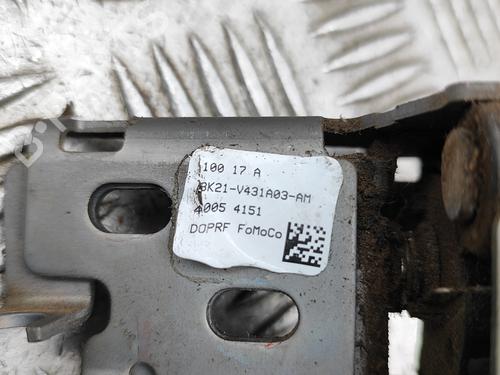 100 17 A
BK21-V431A03-AM
4005 4151
DOPRF FoMoCo